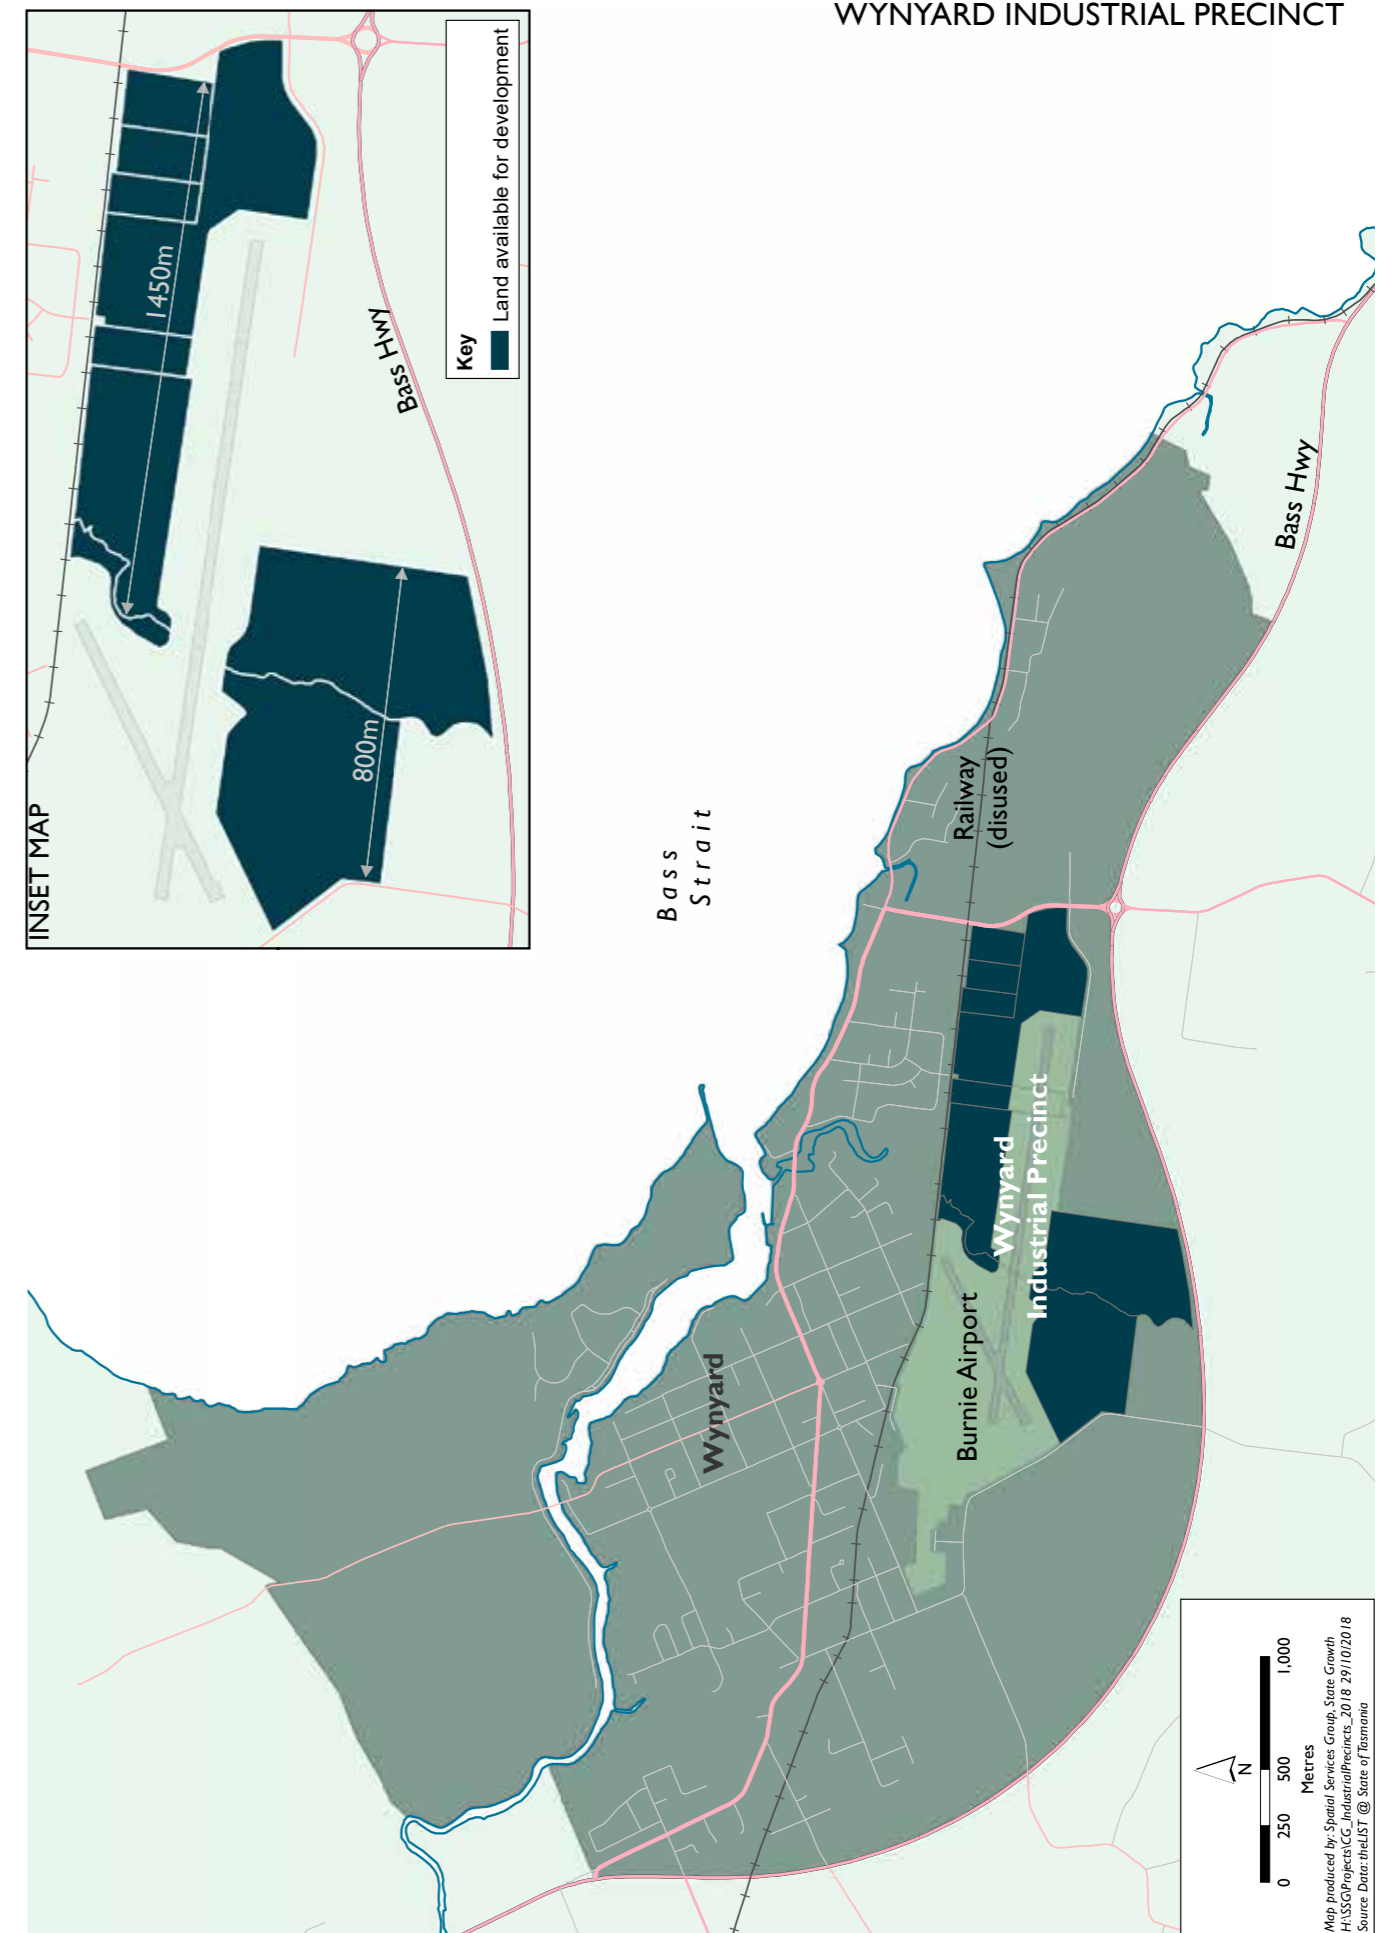 WYNYARD INDUSTRIAL PRECINCT
INSET MAP
1450m
800m
Bass Hwy
Key
Land available for development
Bass
Strait
Bass Hwy
Railway
(disused)
Wynyard
Industrial Precinct
Burnie Airport
Wynyard
N
0 250 500 1,000
Metres
Map produced by: Spatial Services Group, State Growth
H:\SSG\Projects\CG_IndustrialPrecincts_2018 29/10/2018
Source Data: theLIST @ State of Tasmania